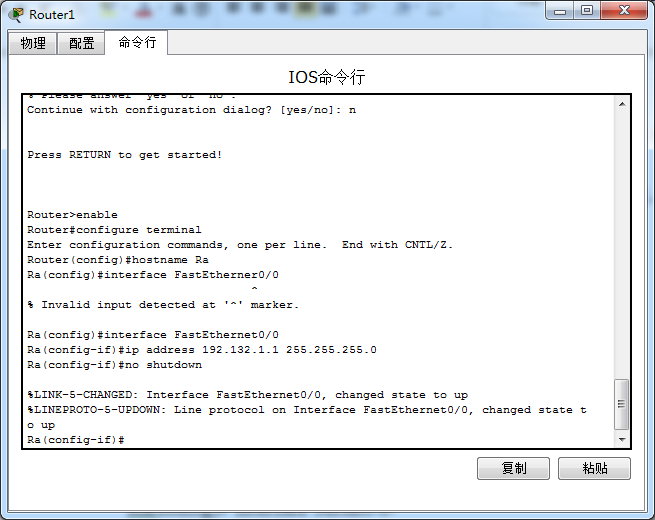 Router1
物理 配置 命令行
IOS命令行
% Please answer 'yes' or 'no'.
Continue with configuration dialog? [yes/no]: n
Press RETURN to get started!
Router>enable
Router#configure terminal
Enter configuration commands, one per line.  End with CNTL/Z.
Router(config)#hostname Ra
Ra(config)#interface FastEtherner0/0
^
% Invalid input detected at '^' marker.
Ra(config)#interface FastEthernet0/0
Ra(config-if)#ip address 192.132.1.1 255.255.255.0
Ra(config-if)#no shutdown
%LINK-5-CHANGED: Interface FastEthernet0/0, changed state to up
%LINEPROTO-5-UPDOWN: Line protocol on Interface FastEthernet0/0, changed state t
o up
Ra(config-if)#
复制 粘贴